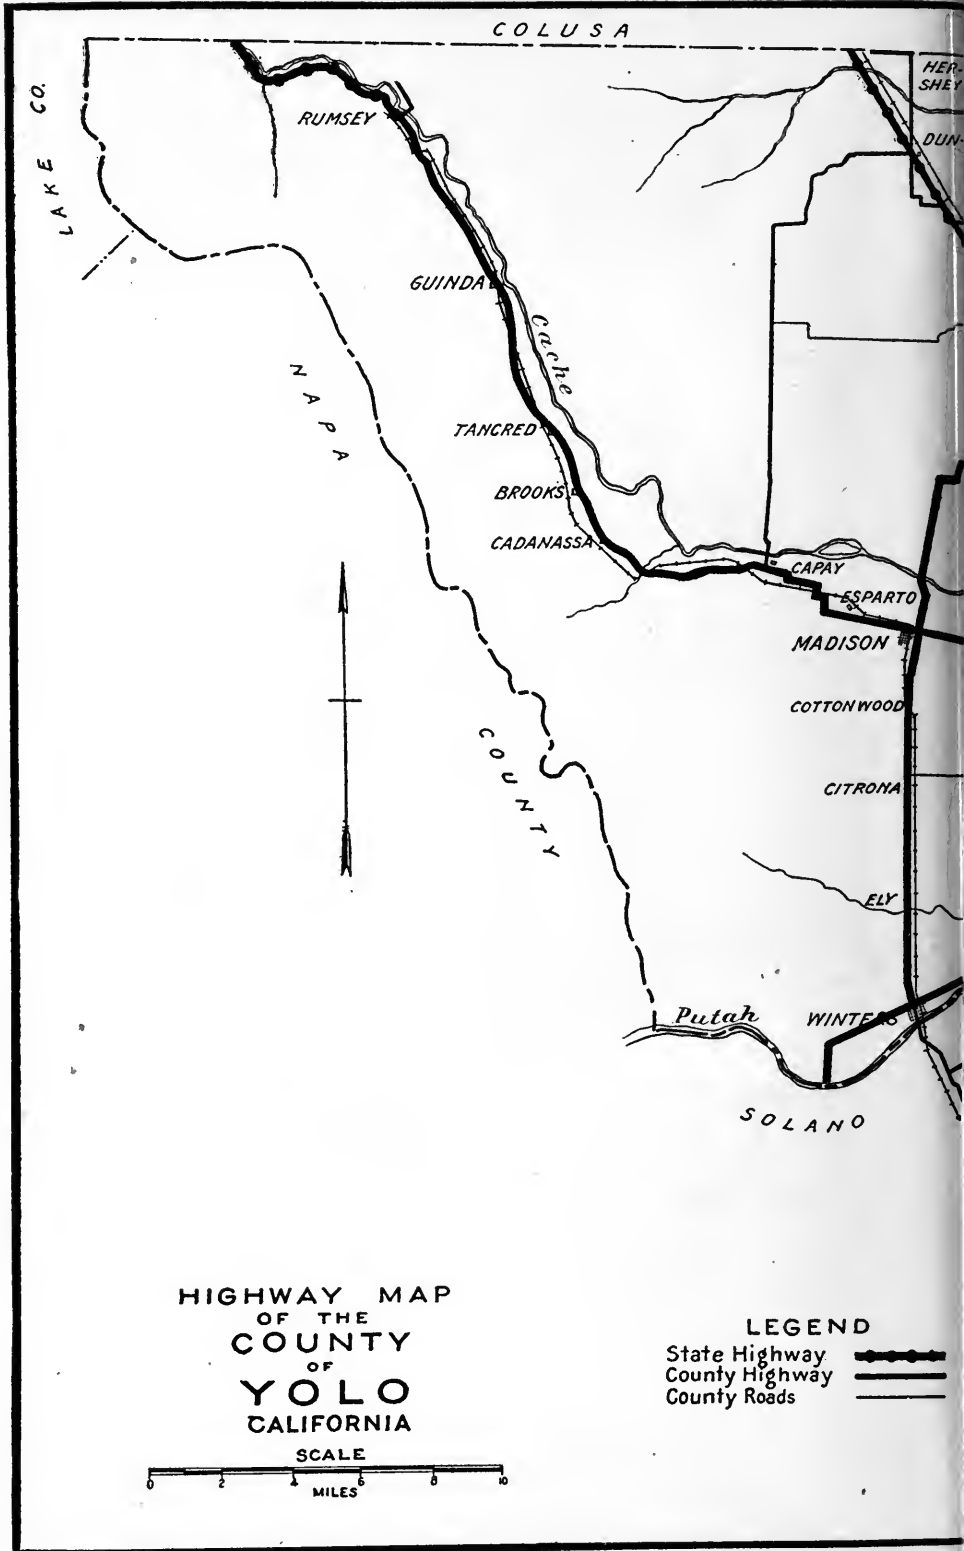 COLUSA
LAKE CO.
HER-
SHEY
DUN-
RUMSEY
GUINDA
Cache
NAPA
TANCRED
BROOKS
CADANASSA
CAPAY
ESPARTO
MADISON
COTTONWOOD
COUNTY
CITRONA
ELY
Putah
WINTERS
SOLANO
HIGHWAY MAP
OF THE
COUNTY
OF
YOLO
CALIFORNIA
SCALE
0 2 4 6 8 10
MILES
LEGEND
State Highway
County Highway
County Roads